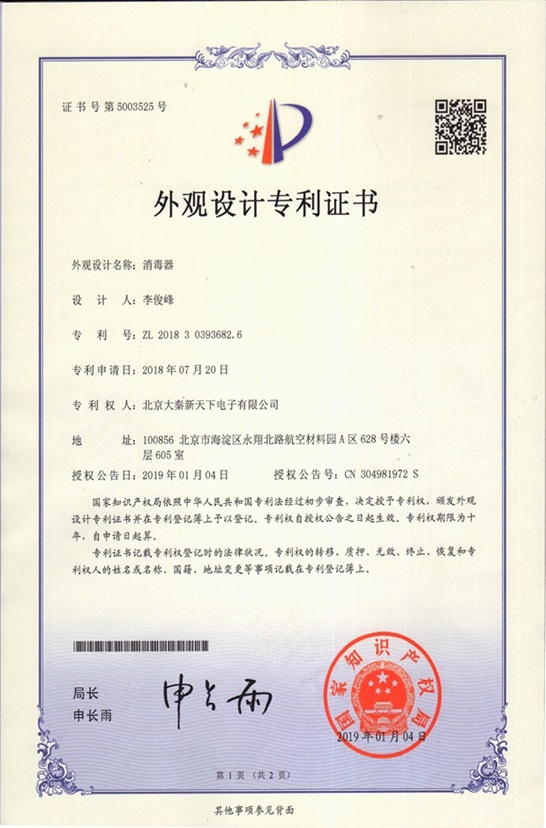 证书号第5003525号
外观设计专利证书
外观设计名称：消毒器
设 计 人：李俊峰
专 利 号：ZL 2018 3 0393682.6
专利申请日：2018年07月20日
专 利 权 人：北京大秦新天下电子有限公司
地 址：100856 北京市海淀区永翔北路航空材料园A区628号楼六
层605室
授权公告日：2019年01月04日 授权公告号：CN 304981972 S
国家知识产权局依照中华人民共和国专利法经过初步审查，决定授予专利权，颁发外观
设计专利证书并在专利登记簿上予以登记。专利权自授权公告之日起生效。专利权期限为十
年，自申请日起算。
专利证书记载专利权登记时的法律状况。专利权的转移、质押、无效、终止、恢复和专
利权人的姓名或名称、国籍、地址变更等事项记载在专利登记簿上。
局长
申长雨
申长雨
国家知识产权局
2019年01月04日
第 1 页 （共 2 页）
其他事项参见背面